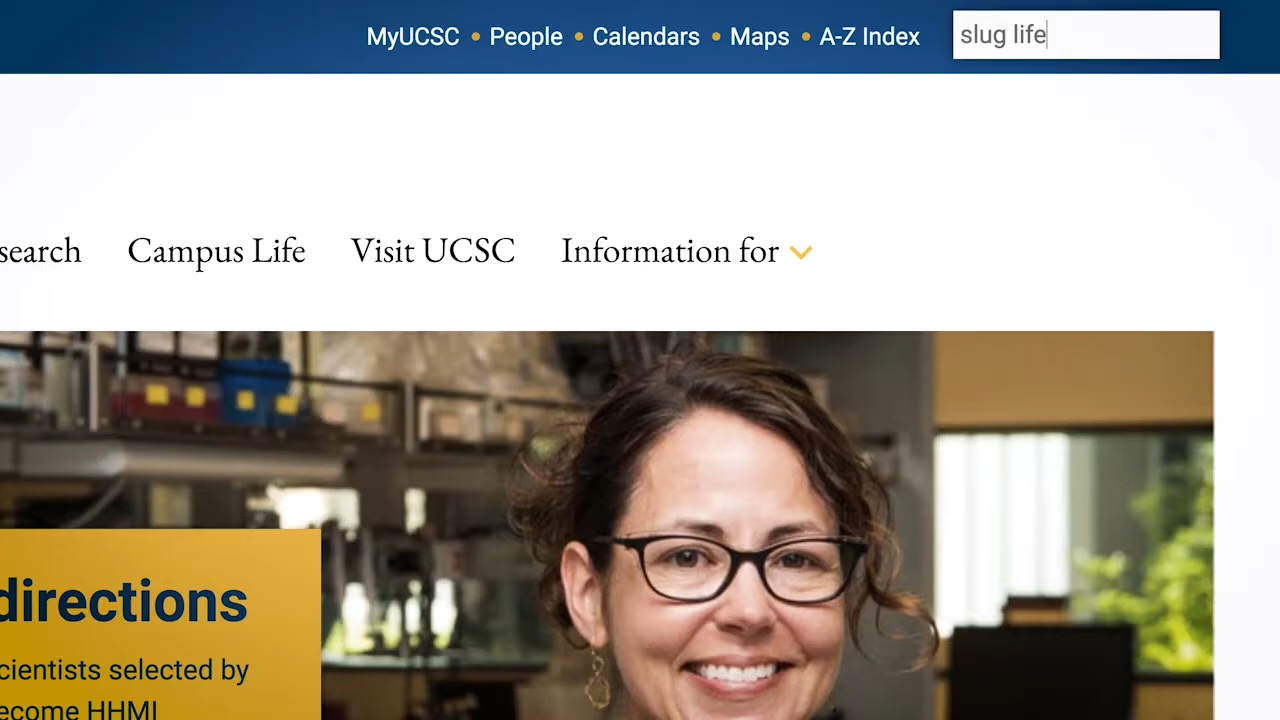 MyUCSC • People • Calendars • Maps • A-Z Index slug life
search Campus Life Visit UCSC Information for
directions
cientists selected by
ecome HHMI